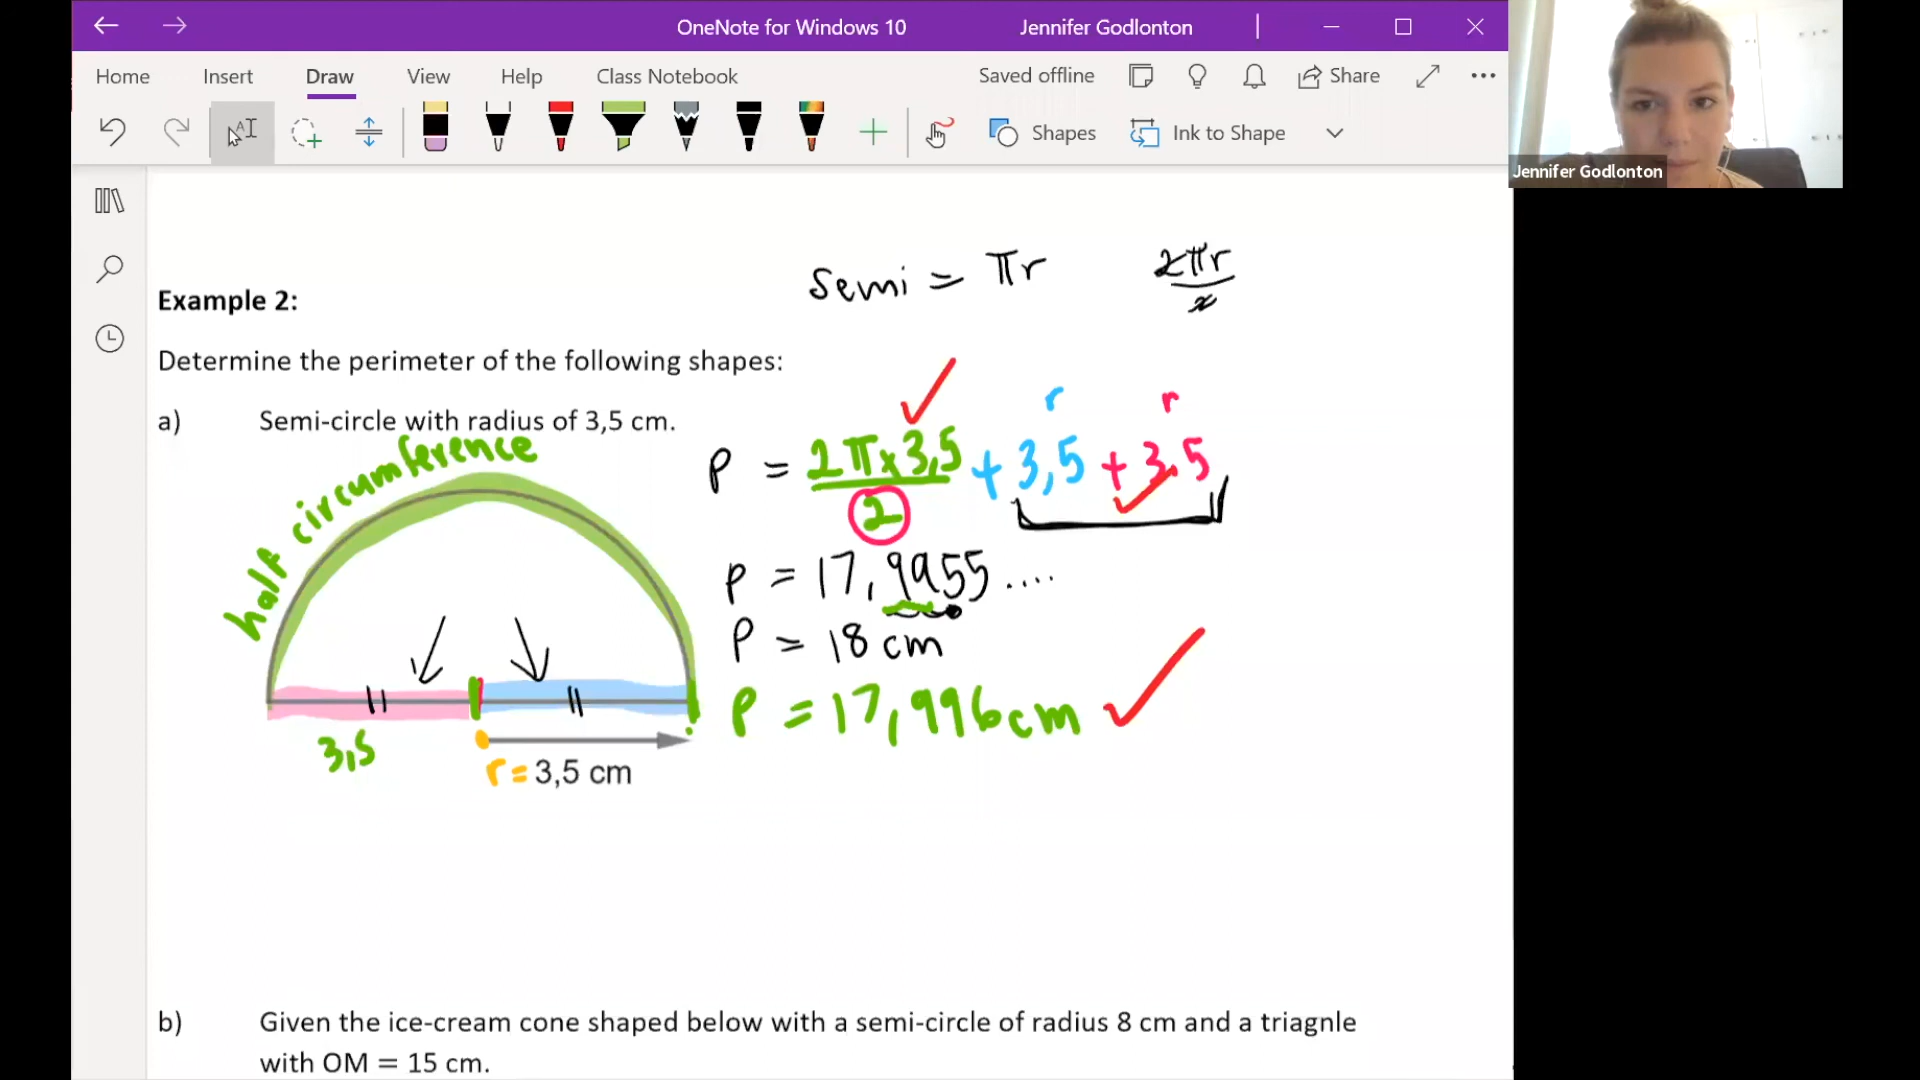 OneNote for Windows 10
Jennifer Godlonton
Home Insert Draw View Help Class Notebook
Saved offline Share
Shapes Ink to Shape
Jennifer Godlonton
semi = πr 2πr/2
Example 2:
Determine the perimeter of the following shapes:
a) Semi-circle with radius of 3,5 cm.
r r
half circumference
P = 2π×3,5/2 + 3,5 + 3,5
P = 17,9955....
P = 18 cm
P = 17,996cm
3,5
r = 3,5 cm
b) Given the ice-cream cone shaped below with a semi-circle of radius 8 cm and a triagnle
with OM = 15 cm.